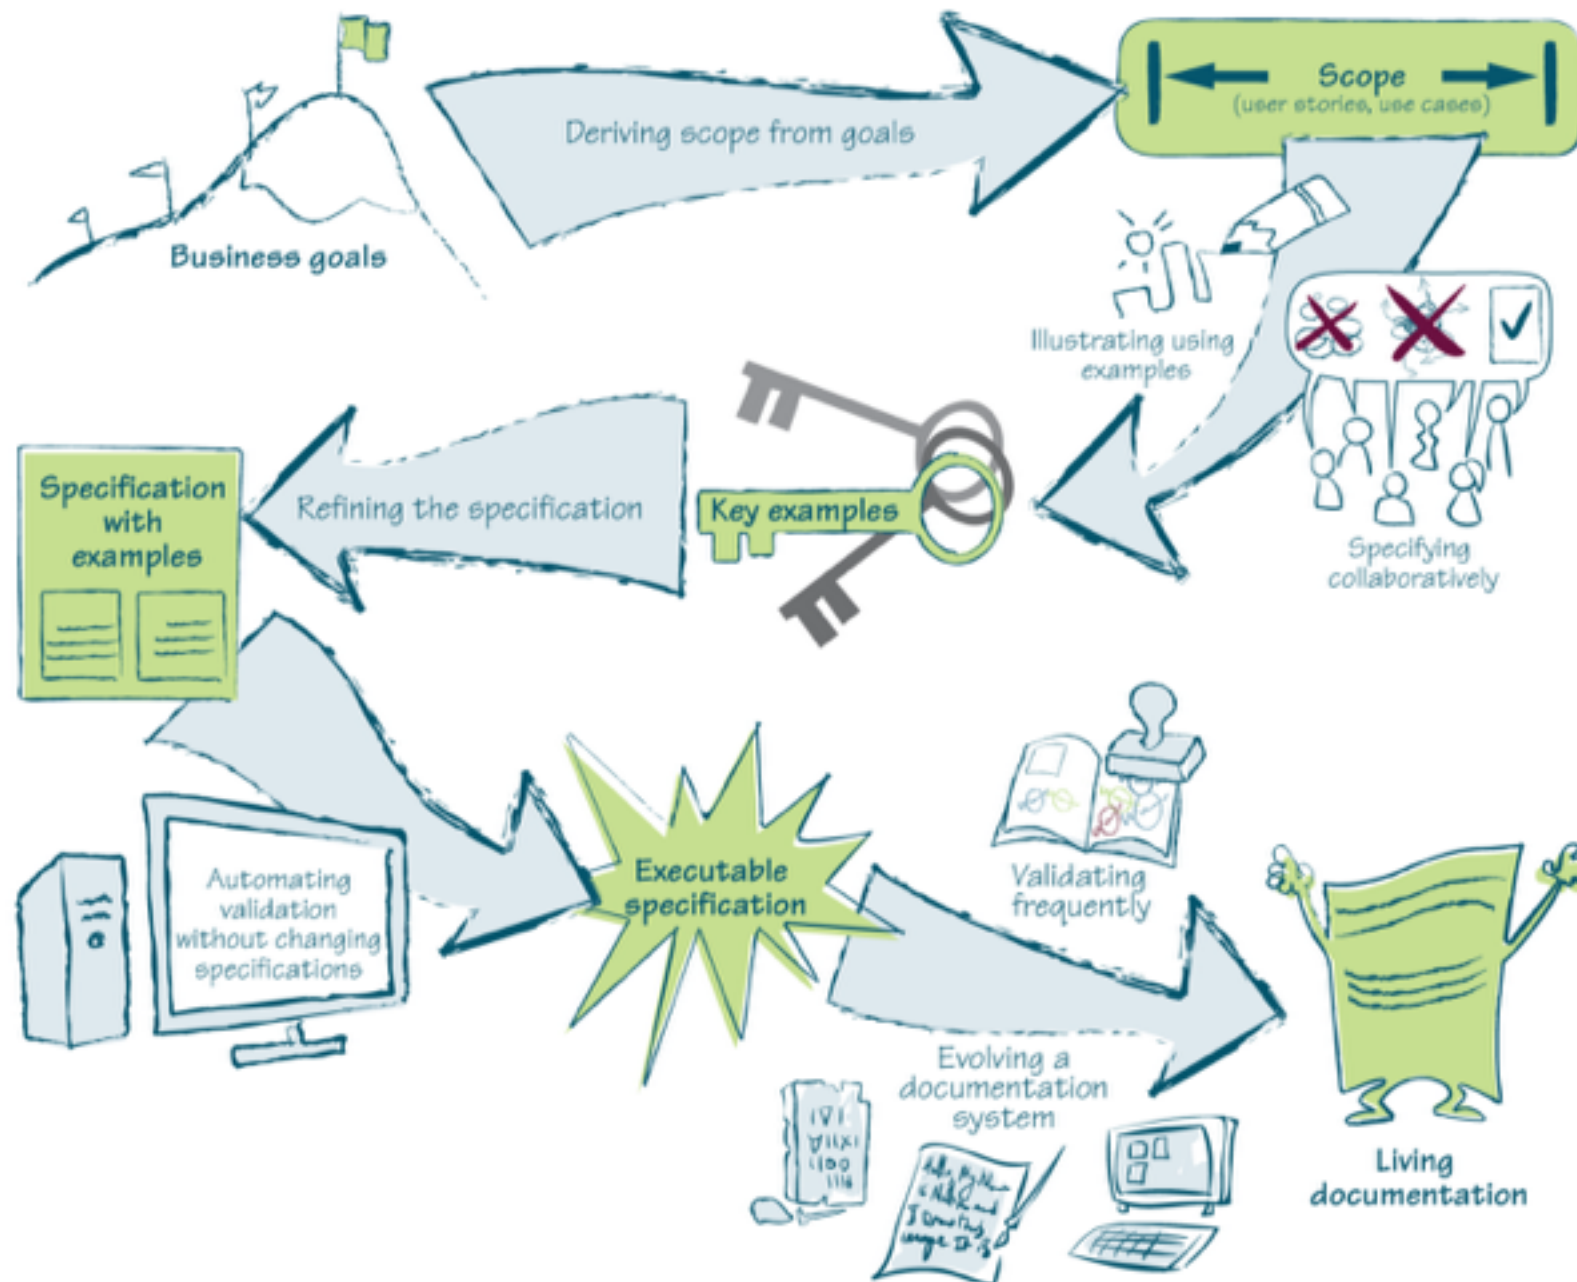 Business goals
Deriving scope from goals
Scope
(user stories, use cases)
Illustrating using
examples
Specifying
collaboratively
Key examples
Refining the specification
Specification
with
examples
Automating
validation
without changing
specifications
Executable
specification
Validating
frequently
Evolving a
documentation
system
Living
documentation